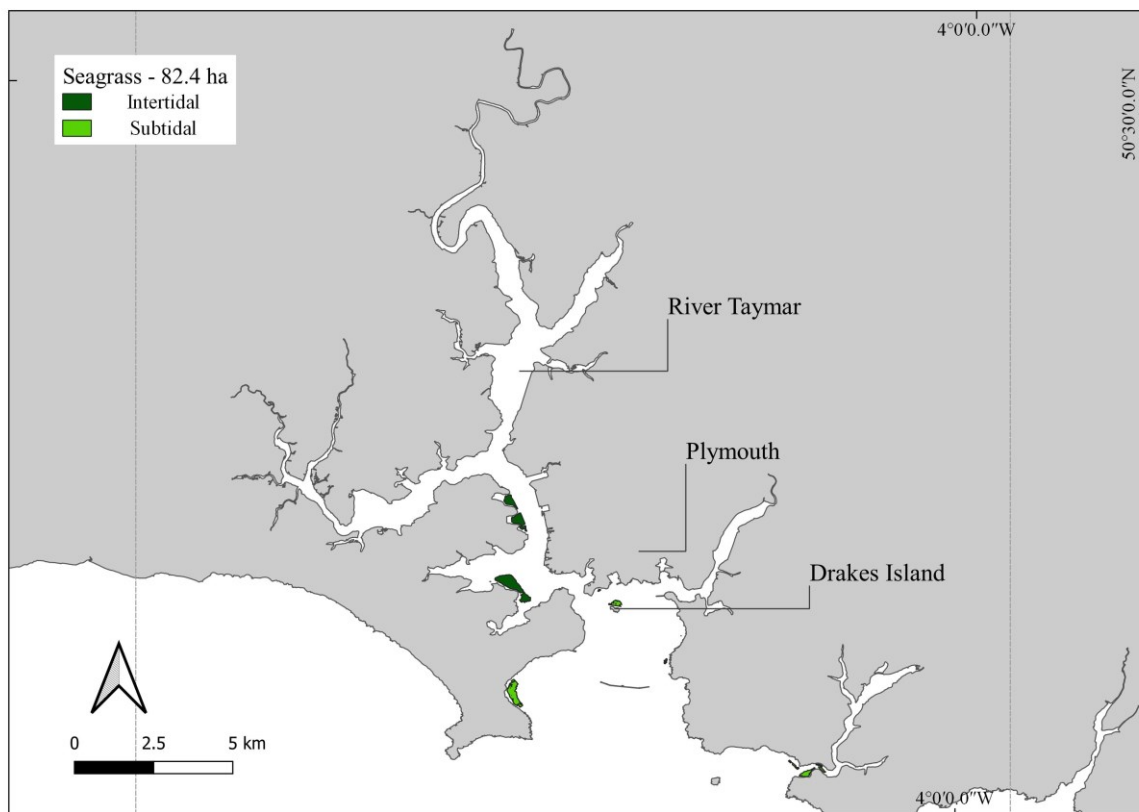 4°0′0.0″W
Seagrass - 82.4 ha
Intertidal
Subtidal
50°30′0.0″N
River Taymar
Plymouth
Drakes Island
0 2.5 5 km
4°0′0.0″W